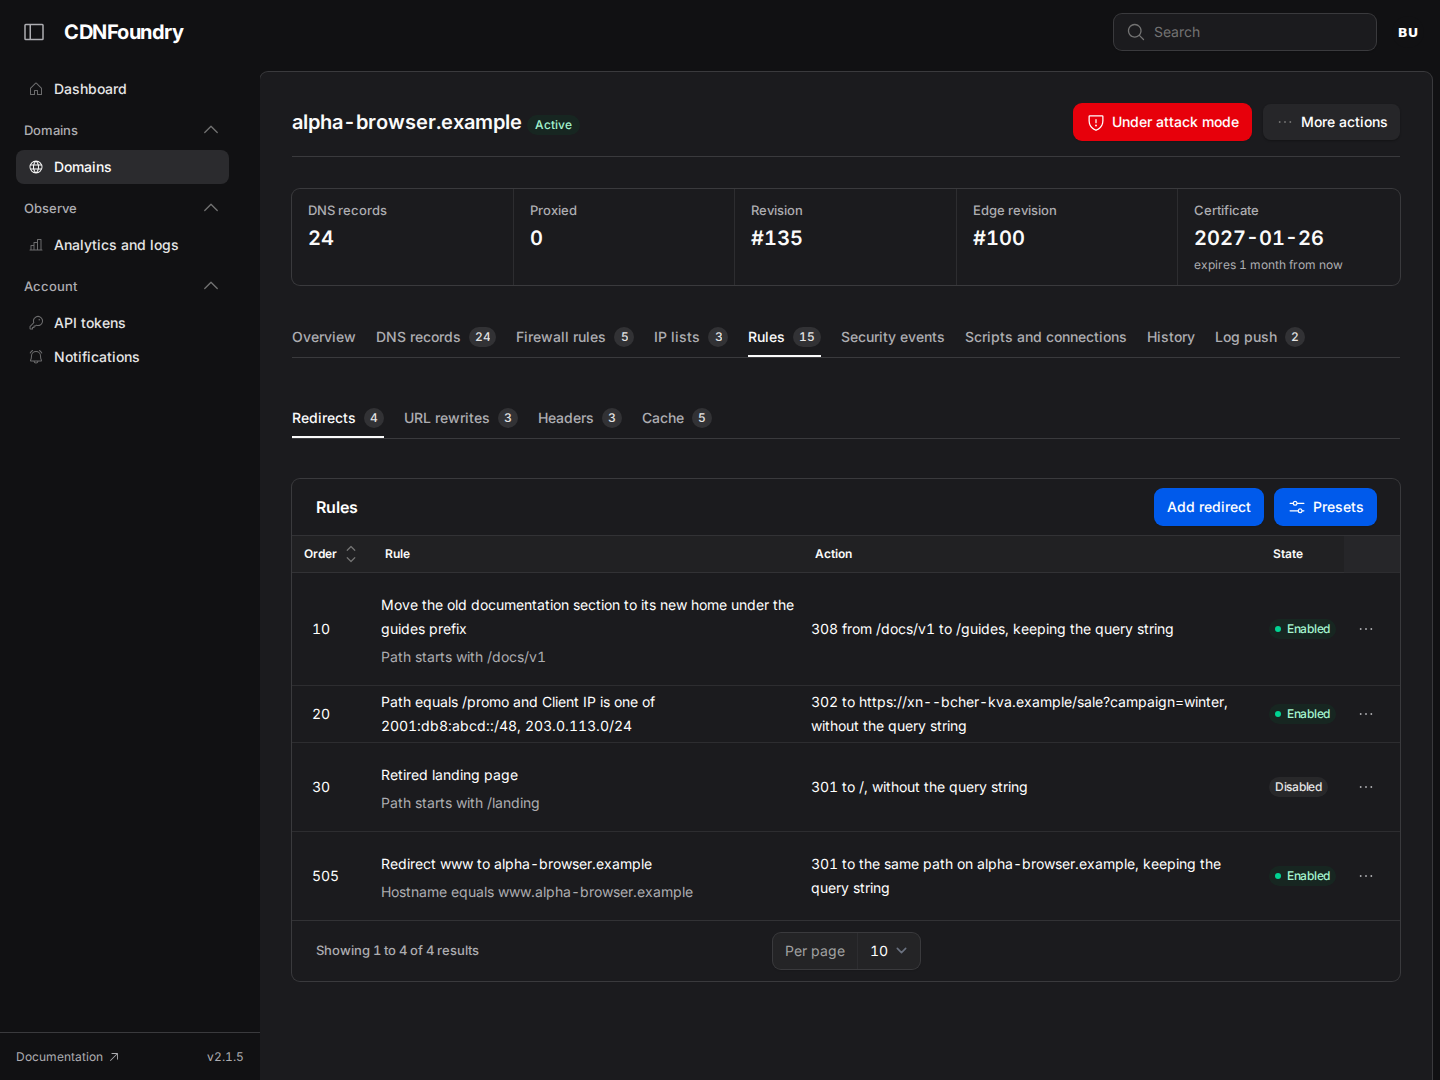 CDNFoundry
Search
BU
Dashboard
Domains
Domains
Observe
Analytics and logs
Account
API tokens
Notifications
Documentation
v2.1.5
alpha-browser.example Active
Under attack mode
More actions
DNS records
24
Proxied
0
Revision
#135
Edge revision
#100
Certificate
2027-01-26
expires 1 month from now
Overview DNS records 24 Firewall rules 5 IP lists 3 Rules 15 Security events Scripts and connections History Log push 2
Redirects 4 URL rewrites 3 Headers 3 Cache 5
Rules
Add redirect
Presets
Order Rule Action State
10
Move the old documentation section to its new home under the
guides prefix
Path starts with /docs/v1
308 from /docs/v1 to /guides, keeping the query string
Enabled
20
Path equals /promo and Client IP is one of
2001:db8:abcd::/48, 203.0.113.0/24
302 to https://xn--bcher-kva.example/sale?campaign=winter,
without the query string
Enabled
30
Retired landing page
Path starts with /landing
301 to /, without the query string
Disabled
505
Redirect www to alpha-browser.example
Hostname equals www.alpha-browser.example
301 to the same path on alpha-browser.example, keeping the
query string
Enabled
Showing 1 to 4 of 4 results
Per page 10